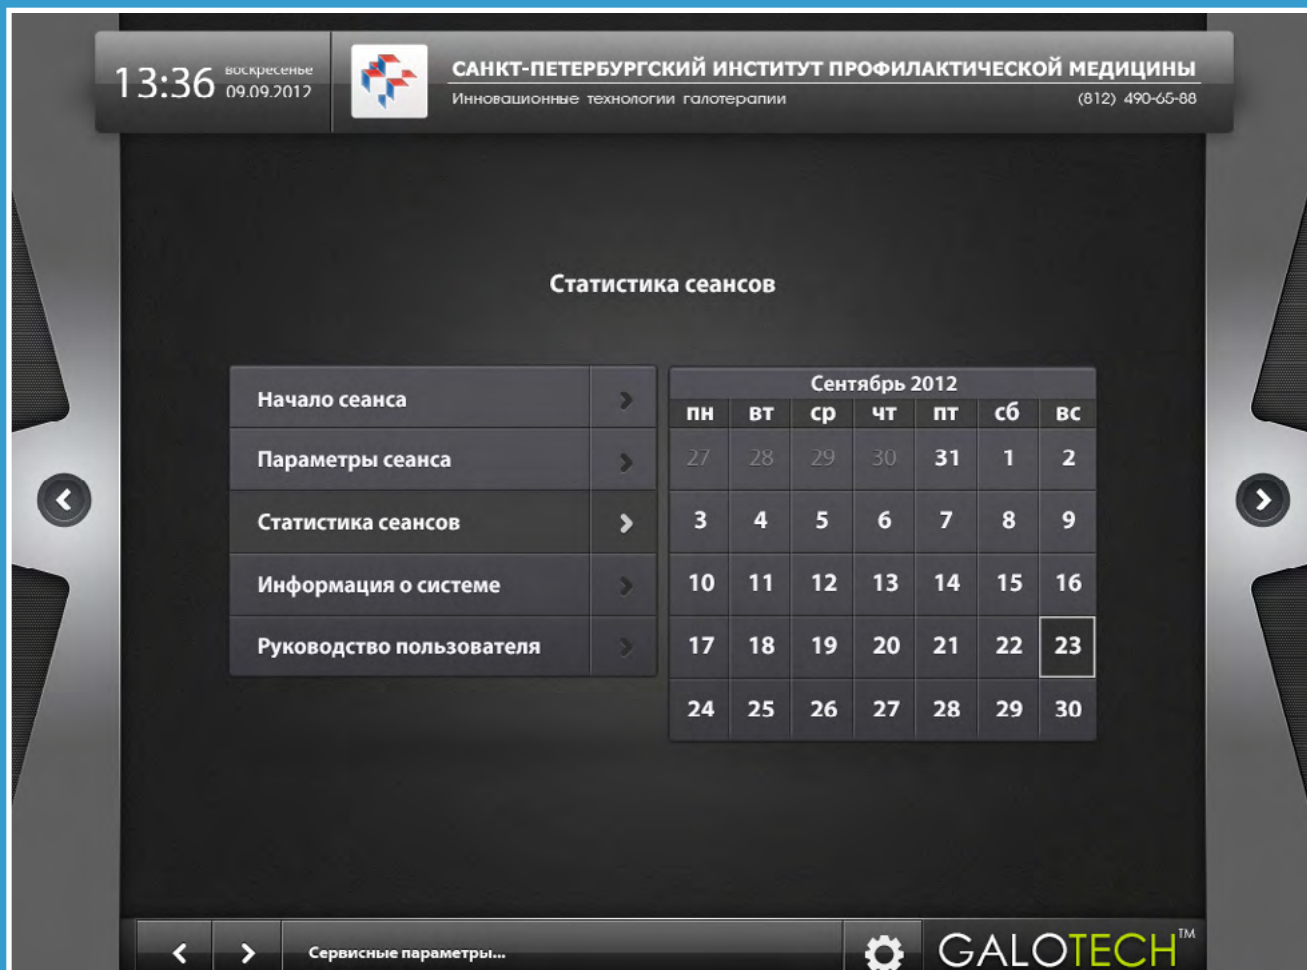 13:36 воскресенье
09.09.2012
САНКТ-ПЕТЕРБУРГСКИЙ ИНСТИТУТ ПРОФИЛАКТИЧЕСКОЙ МЕДИЦИНЫ
Инновационные технологии галотерапии (812) 490-65-88
Статистика сеансов
Начало сеанса
Параметры сеанса
Статистика сеансов
Информация о системе
Руководство пользователя
Сентябрь 2012
пн вт ср чт пт сб вс
27 28 29 30 31 1 2
3 4 5 6 7 8 9
10 11 12 13 14 15 16
17 18 19 20 21 22 23
24 25 26 27 28 29 30
Сервисные параметры...
GALOTECH™